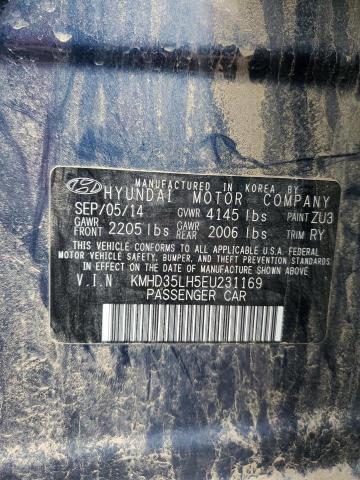 MANUFACTURED IN KOREA BY
HYUNDAI MOTOR COMPANY
SEP/05/14 GVWR 4145 lbs PAINT ZU3
GAWR FRONT 2205 lbs GAWR REAR 2006 lbs TRIM RY
THIS VEHICLE CONFORMS TO ALL APPLICABLE U.S. FEDERAL
MOTOR VEHICLE SAFETY, BUMPER, AND THEFT PREVENTION
STANDARDS IN EFFECT ON THE DATE OF MANUFACTURE SHOWN ABOVE.
V.I.N KMHD35LH5EU231169
PASSENGER CAR